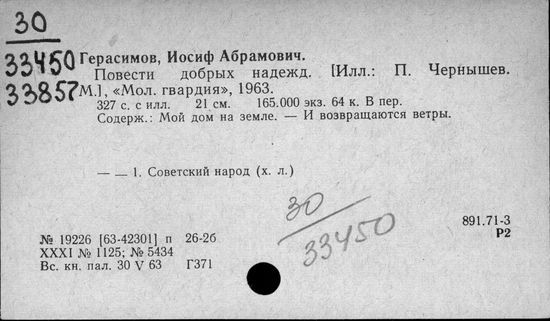 30
33450
33857
Герасимов, Иосиф Абрамович.
Повести добрых надежд. [Илл.: П. Чернышев.
М.], «Мол. гвардия», 1963.
327 с. с илл. 21 см. 165.000 экз. 64 к. В пер.
Содерж.: Мой дом на земле. — И возвращаются ветры.
— — 1. Советский народ (х. л.)
30
33450
891.71-3
Р2
№ 19226 [63-42301] п 26-2б
XXXI № 1125; № 5434
Вс. кн. пал. 30 V 63 Г371